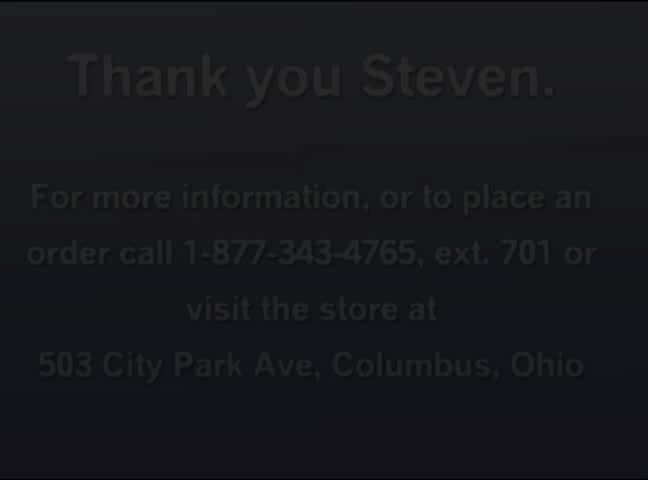 Thank you Steven.
For more information, or to place an
order call 1-877-343-4765, ext. 701 or
visit the store at
503 City Park Ave, Columbus, Ohio